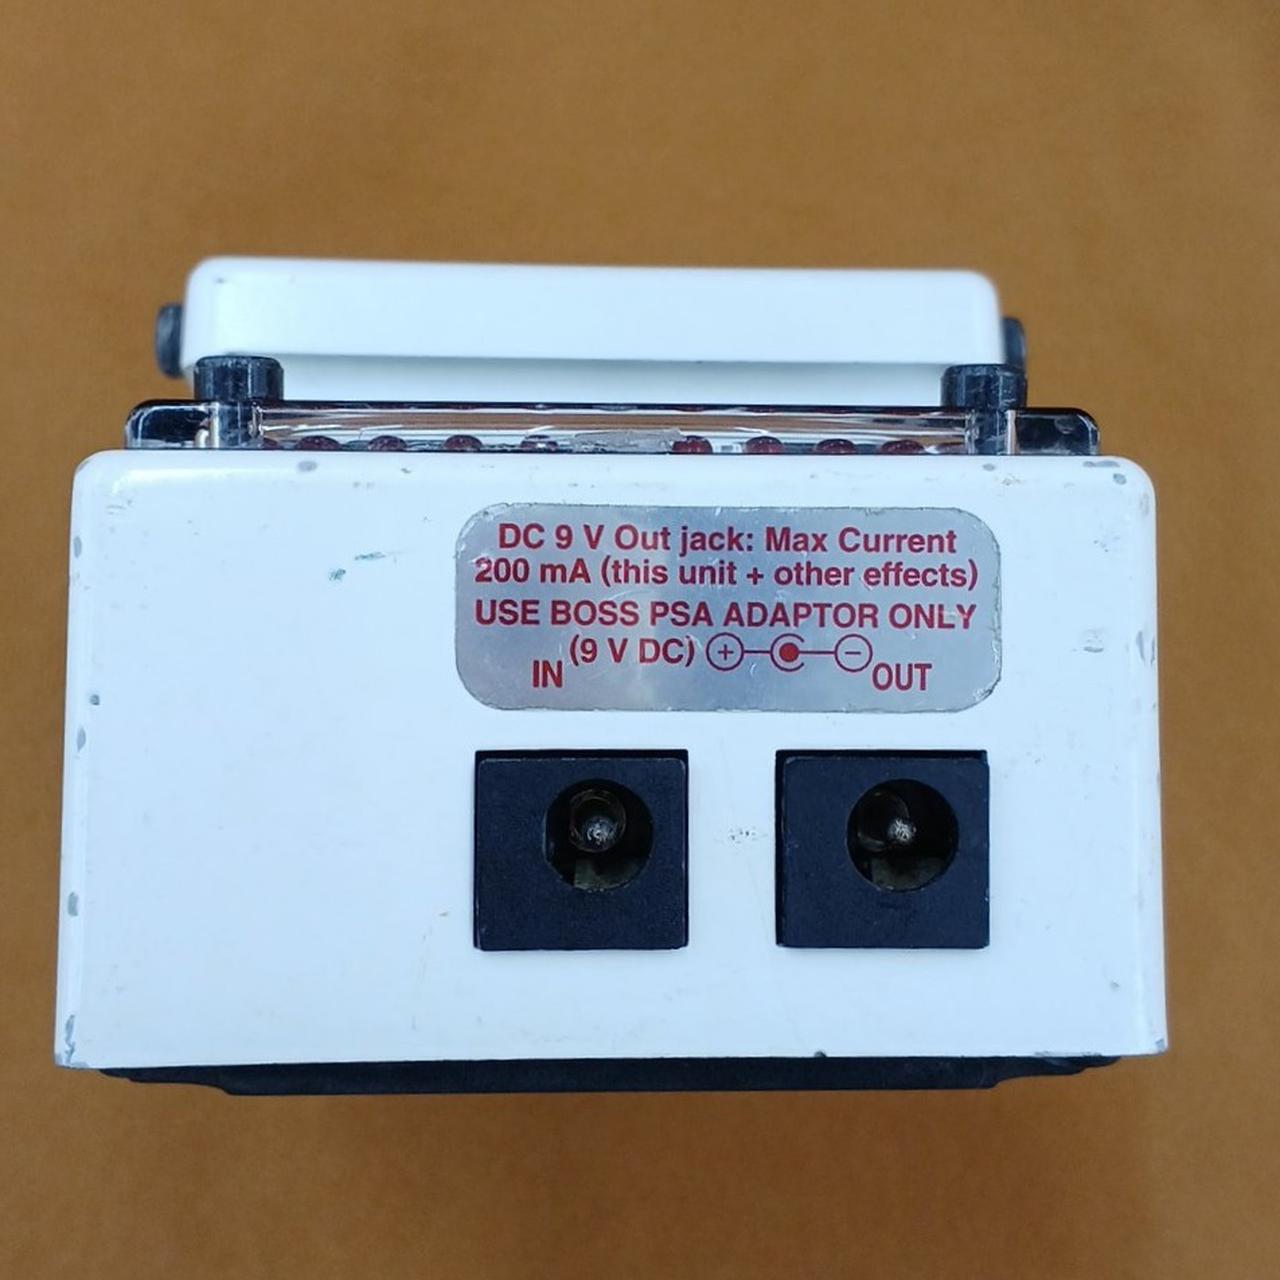 DC 9 V Out jack: Max Current
200 mA (this unit + other effects)
USE BOSS PSA ADAPTOR ONLY
(9 V DC) + −
IN OUT